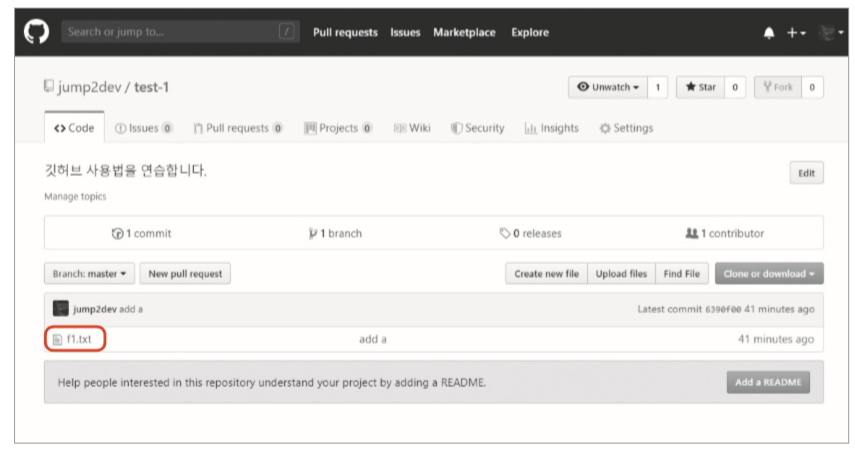 Search or jump to... / Pull requests Issues Marketplace Explore
jump2dev / test-1 Unwatch 1 Star 0 Fork 0
<> Code Issues 0 Pull requests 0 Projects 0 Wiki Security Insights Settings
깃허브 사용법을 연습합니다. Edit
Manage topics
1 commit 1 branch 0 releases 1 contributor
Branch: master New pull request Create new file Upload files Find File Clone or download
jump2dev add a Latest commit 6390f00 41 minutes ago
f1.txt add a 41 minutes ago
Help people interested in this repository understand your project by adding a README. Add a README